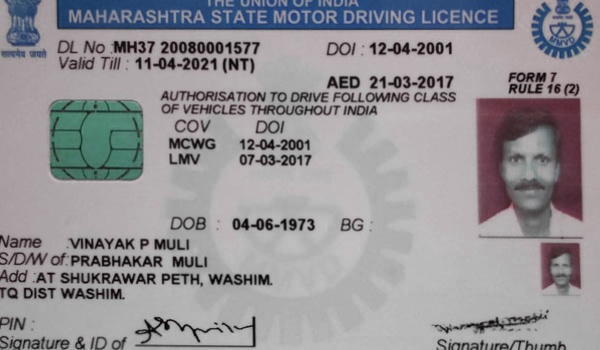 THE UNION OF INDIA
MAHARASHTRA STATE MOTOR DRIVING LICENCE
सत्यमेव जयते
MMVD
DL No : MH37 20080001577 DOI : 12-04-2001
Valid Till : 11-04-2021 (NT)
AED 21-03-2017
FORM 7
RULE 16 (2)
AUTHORISATION TO DRIVE FOLLOWING CLASS
OF VEHICLES THROUGHOUT INDIA
COV DOI
MCWG 12-04-2001
LMV 07-03-2017
DOB : 04-06-1973 BG :
Name : VINAYAK P MULI
S/D/W of : PRABHAKAR MULI
Add : AT SHUKRAWAR PETH, WASHIM.
TQ DIST WASHIM.
PIN :
Signature & ID of
Signature/Thumb